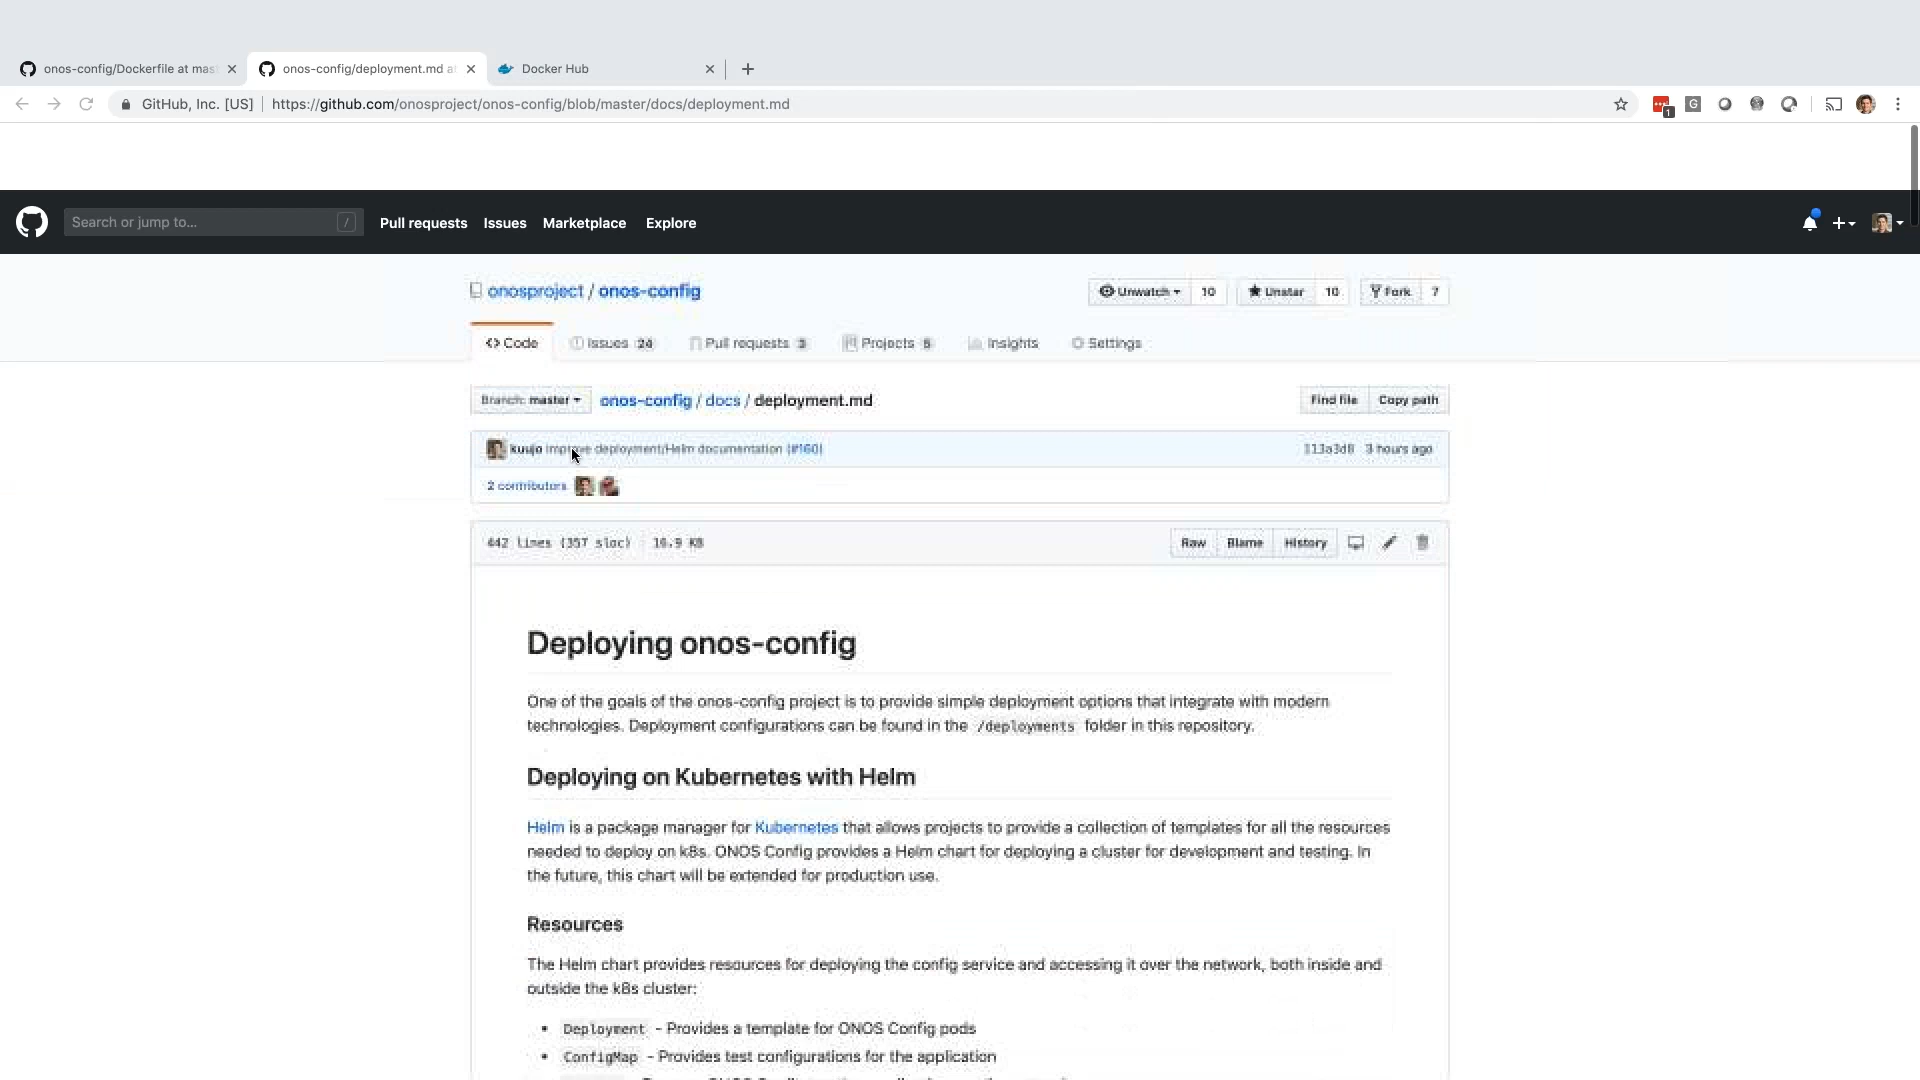 onos-config/Dockerfile at mas
onos-config/deployment.md a
Docker Hub
GitHub, Inc. [US]
https://github.com/onosproject/onos-config/blob/master/docs/deployment.md
1
G
Search or jump to...
/
Pull requests
Issues
Marketplace
Explore
onosproject / onos-config
Unwatch 10
Unstar 10
Fork 7
Code
Issues 24
Pull requests 3
Projects 5
Insights
Settings
Branch: master
onos-config / docs / deployment.md
Find file
Copy path
kuujo Improve deployment/Helm documentation (#160)
113a3d8 3 hours ago
2 contributors
442 lines (357 sloc) 16.9 KB
Raw
Blame
History
Deploying onos-config
One of the goals of the onos-config project is to provide simple deployment options that integrate with modern
technologies. Deployment configurations can be found in the /deployments folder in this repository.
Deploying on Kubernetes with Helm
Helm is a package manager for Kubernetes that allows projects to provide a collection of templates for all the resources
needed to deploy on k8s. ONOS Config provides a Helm chart for deploying a cluster for development and testing. In
the future, this chart will be extended for production use.
Resources
The Helm chart provides resources for deploying the config service and accessing it over the network, both inside and
outside the k8s cluster:
• Deployment - Provides a template for ONOS Config pods
• ConfigMap - Provides test configurations for the application